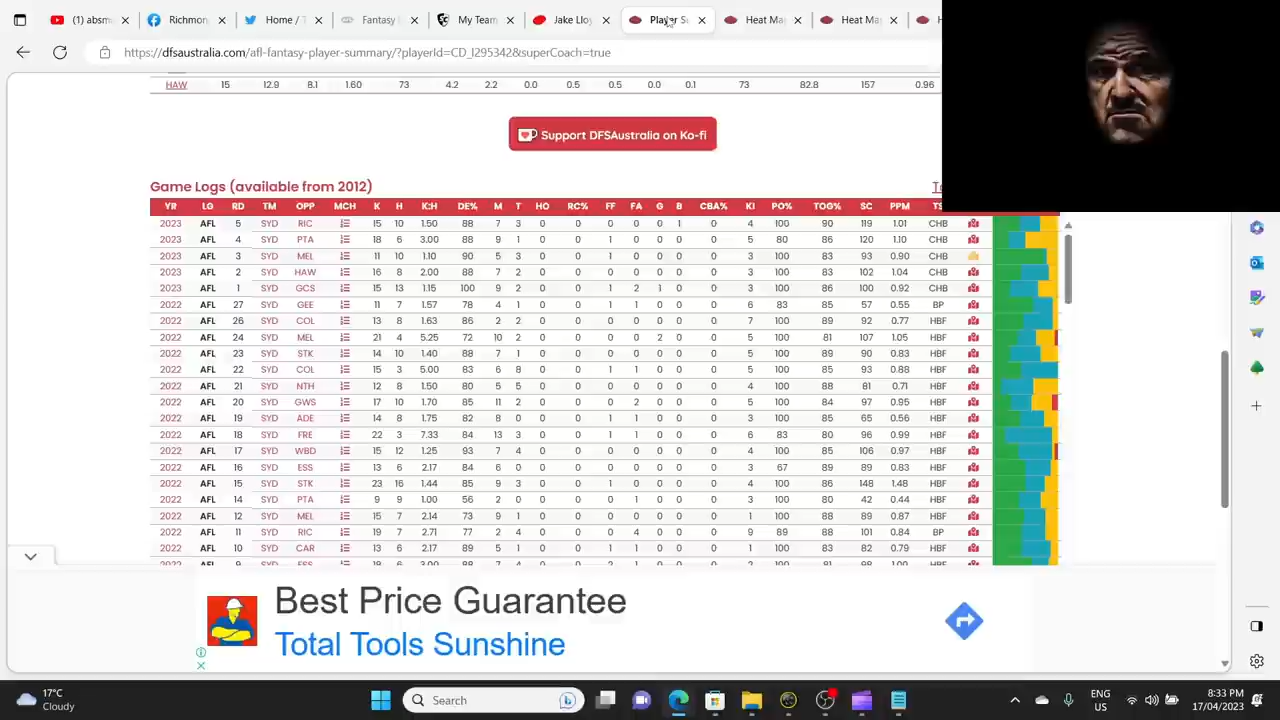 (1) absm
Richmon
Home / T
Fantasy
My Team
Jake Lloy
Player Su
Heat Ma
Heat Ma
H
https://dfsaustralia.com/afl-fantasy-player-summary/?playerId=CD_I295342&superCoach=true
HAW 15 12.9 8.1 1.60 73 4.2 2.2 0.0 0.5 0.5 0.0 0.1 73 82.8 157 0.96
Support DFSAustralia on Ko-fi
Game Logs (available from 2012)
YR LG RD TM OPP MCH K H K:H DE% M T HO RC% FF FA G B CBA% KI PO% TOG% SC PPM
2023 AFL 5 SYD RIC 15 10 1.50 88 7 3 0 0 0 0 0 1 0 4 100 90 119 1.01 CHB
2023 AFL 4 SYD PTA 18 6 3.00 88 9 1 0 0 1 0 0 0 0 5 80 86 120 1.10 CHB
2023 AFL 3 SYD MEL 11 10 1.10 90 5 3 0 0 1 0 0 0 0 3 100 83 93 0.90 CHB
2023 AFL 2 SYD HAW 16 8 2.00 88 7 2 0 0 0 0 0 0 0 3 100 83 102 1.04 CHB
2023 AFL 1 SYD GCS 15 13 1.15 100 9 2 0 0 1 2 1 0 0 3 100 86 100 0.92 CHB
2022 AFL 27 SYD GEE 11 7 1.57 78 4 1 0 0 1 1 0 0 0 6 83 85 57 0.55 BP
2022 AFL 26 SYD COL 13 8 1.63 86 2 2 0 0 0 0 0 0 0 7 100 89 92 0.77 HBF
2022 AFL 24 SYD MEL 21 4 5.25 72 10 2 0 0 0 0 2 0 0 5 100 81 107 1.05 HBF
2022 AFL 23 SYD STK 14 10 1.40 88 7 1 0 0 0 0 0 0 0 5 100 89 90 0.83 HBF
2022 AFL 22 SYD COL 15 3 5.00 83 6 8 0 0 1 1 0 0 0 5 100 88 93 0.88 HBF
2022 AFL 21 SYD NTH 12 8 1.50 80 5 5 0 0 0 0 0 0 0 4 100 88 81 0.71 HBF
2022 AFL 20 SYD GWS 17 10 1.70 85 11 2 0 0 0 2 0 0 0 5 100 84 97 0.95 HBF
2022 AFL 19 SYD ADE 14 8 1.75 82 8 0 0 0 1 1 0 0 0 3 100 85 65 0.56 HBF
2022 AFL 18 SYD FRE 22 3 7.33 84 13 3 0 0 1 1 0 0 0 6 83 80 96 0.99 HBF
2022 AFL 17 SYD WBD 15 12 1.25 93 7 4 0 0 0 0 0 0 0 4 100 85 106 0.97 HBF
2022 AFL 16 SYD ESS 13 6 2.17 84 6 0 0 0 0 0 0 0 0 3 67 89 89 0.83 HBF
2022 AFL 15 SYD STK 23 16 1.44 85 9 3 0 0 1 0 0 0 0 4 100 86 148 1.48 HBF
2022 AFL 14 SYD PTA 9 9 1.00 56 2 0 0 0 0 1 0 0 0 3 100 80 42 0.44 HBF
2022 AFL 12 SYD MEL 15 7 2.14 73 9 1 0 0 0 0 0 0 0 1 100 88 89 0.87 HBF
2022 AFL 11 SYD RIC 19 7 2.71 77 2 4 0 0 0 4 0 0 0 9 89 88 101 0.84 BP
2022 AFL 10 SYD CAR 13 6 2.17 89 5 1 0 0 1 1 0 0 0 1 100 83 82 0.79 HBF
Best Price Guarantee
Total Tools Sunshine
17°C
Cloudy
Search
ENG
US
8:33 PM
17/04/2023